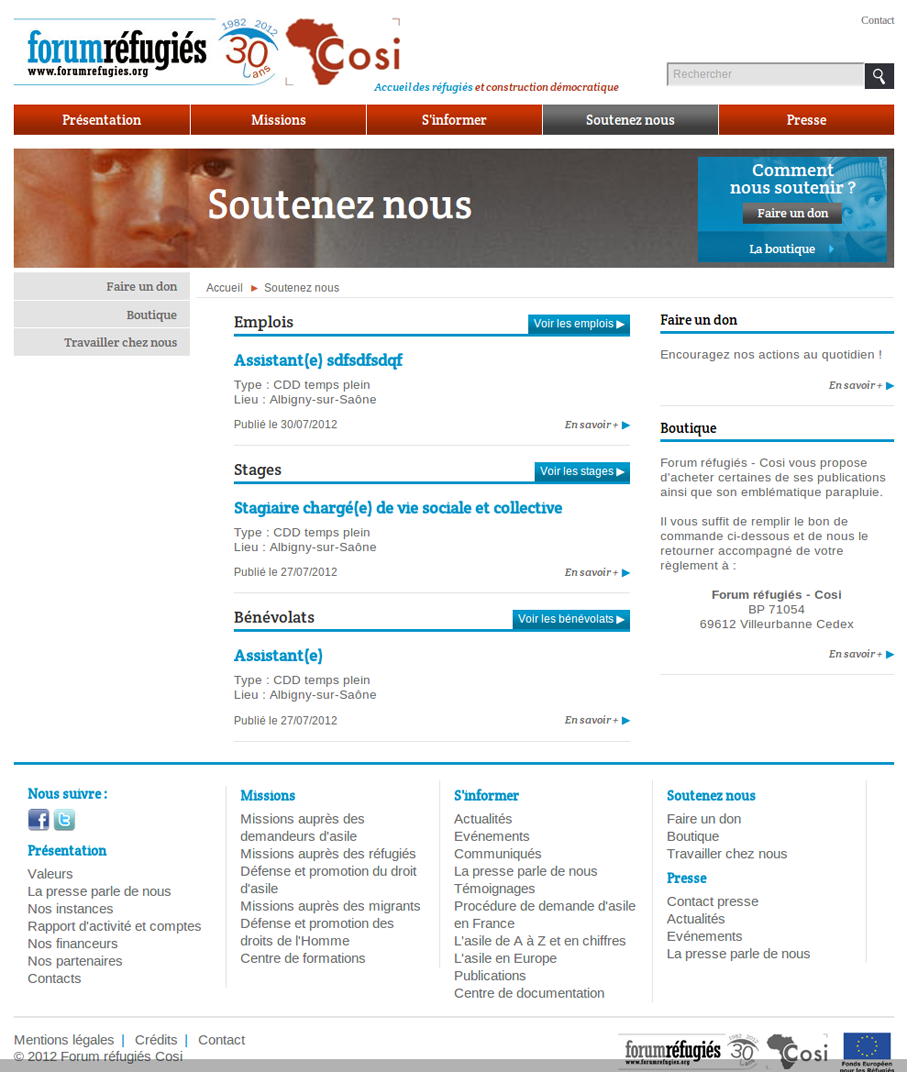 Contact
forumréfugiés
www.forumrefugies.org
1982 2012
30
ans
Cosi
Accueil des réfugiés et construction démocratique
Rechercher
Présentation
Missions
S'informer
Soutenez nous
Presse
Soutenez nous
Comment
nous soutenir ?
Faire un don
La boutique
Faire un don
Boutique
Travailler chez nous
Accueil ► Soutenez nous
Emplois
Voir les emplois ▶
Assistant(e) sdfsdfsdqf
Type : CDD temps plein
Lieu : Albigny-sur-Saône
Publié le 30/07/2012
En savoir + ▶
Stages
Voir les stages ▶
Stagiaire chargé(e) de vie sociale et collective
Type : CDD temps plein
Lieu : Albigny-sur-Saône
Publié le 27/07/2012
En savoir + ▶
Bénévolats
Voir les bénévolats ▶
Assistant(e)
Type : CDD temps plein
Lieu : Albigny-sur-Saône
Publié le 27/07/2012
En savoir + ▶
Faire un don
Encouragez nos actions au quotidien !
En savoir + ▶
Boutique
Forum réfugiés - Cosi vous propose
d'acheter certaines de ses publications
ainsi que son emblématique parapluie.
Il vous suffit de remplir le bon de
commande ci-dessous et de nous le
retourner accompagné de votre
règlement à :
Forum réfugiés - Cosi
BP 71054
69612 Villeurbanne Cedex
En savoir + ▶
Nous suivre :
Présentation
Valeurs
La presse parle de nous
Nos instances
Rapport d'activité et comptes
Nos financeurs
Nos partenaires
Contacts
Missions
Missions auprès des
demandeurs d'asile
Missions auprès des réfugiés
Défense et promotion du droit
d'asile
Missions auprès des migrants
Défense et promotion des
droits de l'Homme
Centre de formations
S'informer
Actualités
Evénements
Communiqués
La presse parle de nous
Témoignages
Procédure de demande d'asile
en France
L'asile de A à Z et en chiffres
L'asile en Europe
Publications
Centre de documentation
Soutenez nous
Faire un don
Boutique
Travailler chez nous
Presse
Contact presse
Actualités
Evénements
La presse parle de nous
Mentions légales | Crédits | Contact
© 2012 Forum réfugiés Cosi
forumréfugiés
www.forumrefugies.org
1982 2012
30
ans
Cosi
Fonds Européen
pour les Réfugiés